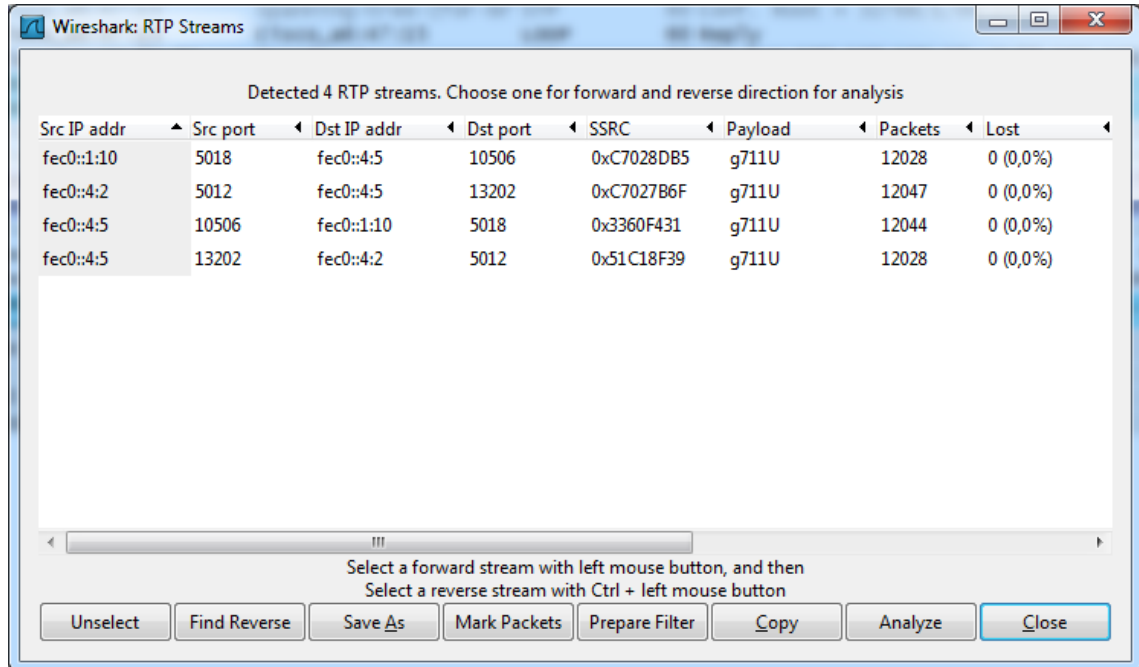 Wireshark: RTP Streams
Detected 4 RTP streams. Choose one for forward and reverse direction for analysis
Src IP addr Src port Dst IP addr Dst port SSRC Payload Packets Lost
fec0::1:10 5018 fec0::4:5 10506 0xC7028DB5 g711U 12028 0 (0,0%)
fec0::4:2 5012 fec0::4:5 13202 0xC7027B6F g711U 12047 0 (0,0%)
fec0::4:5 10506 fec0::1:10 5018 0x3360F431 g711U 12044 0 (0,0%)
fec0::4:5 13202 fec0::4:2 5012 0x51C18F39 g711U 12028 0 (0,0%)
Select a forward stream with left mouse button, and then
Select a reverse stream with Ctrl + left mouse button
Unselect Find Reverse Save As Mark Packets Prepare Filter Copy Analyze Close